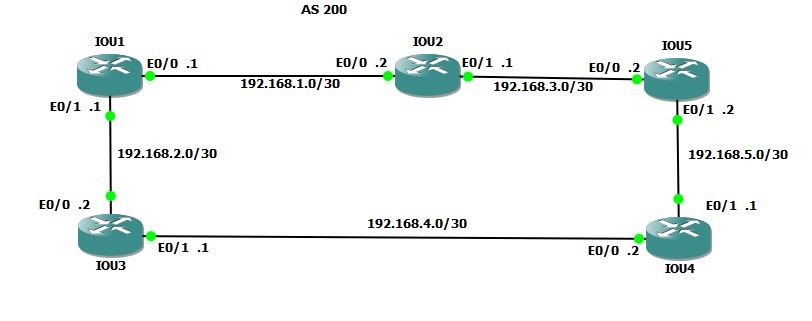 AS 200
IOU1
IOU2
IOU5
E0/0 .1
E0/0 .2
E0/1 .1
E0/0 .2
192.168.1.0/30
192.168.3.0/30
E0/1 .1
E0/1 .2
192.168.2.0/30
192.168.5.0/30
E0/0 .2
E0/1 .1
192.168.4.0/30
E0/1 .1
E0/0 .2
IOU3
IOU4